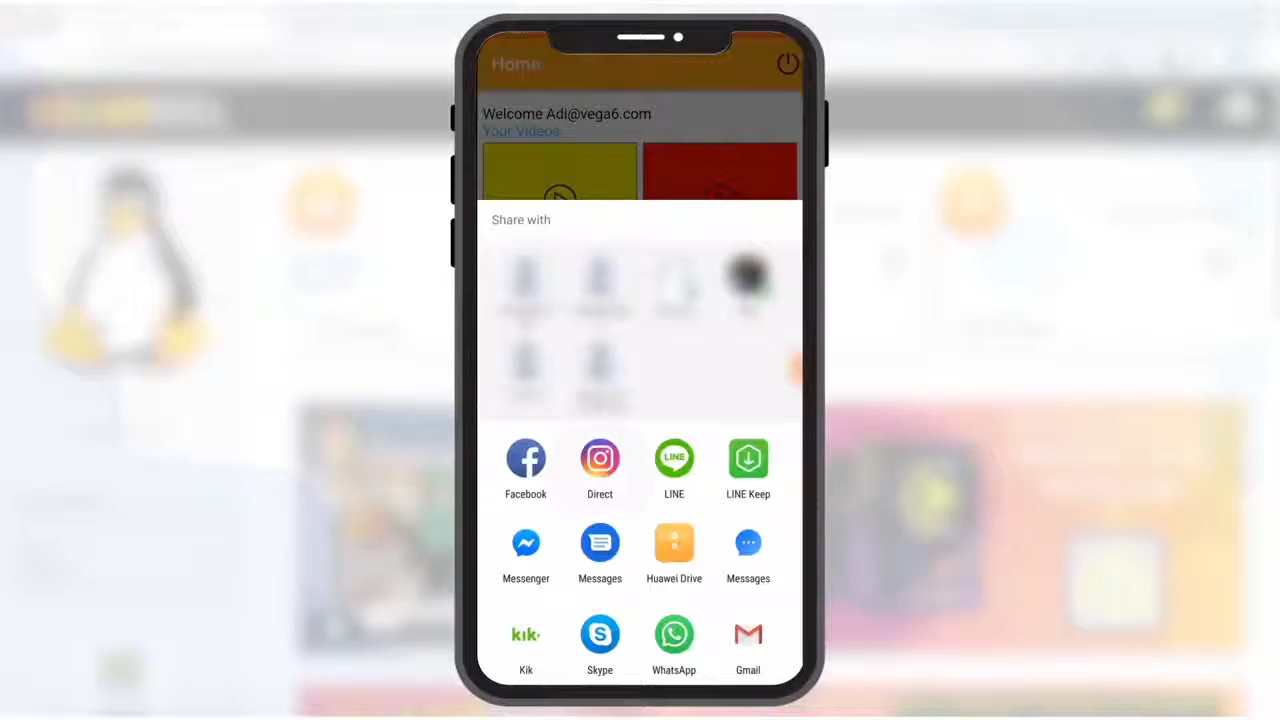 Home
Welcome Adi@vega6.com
Your Videos
Share with
Facebook Direct LINE LINE Keep
Messenger Messages Huawei Drive Messages
kik.
Kik Skype WhatsApp Gmail